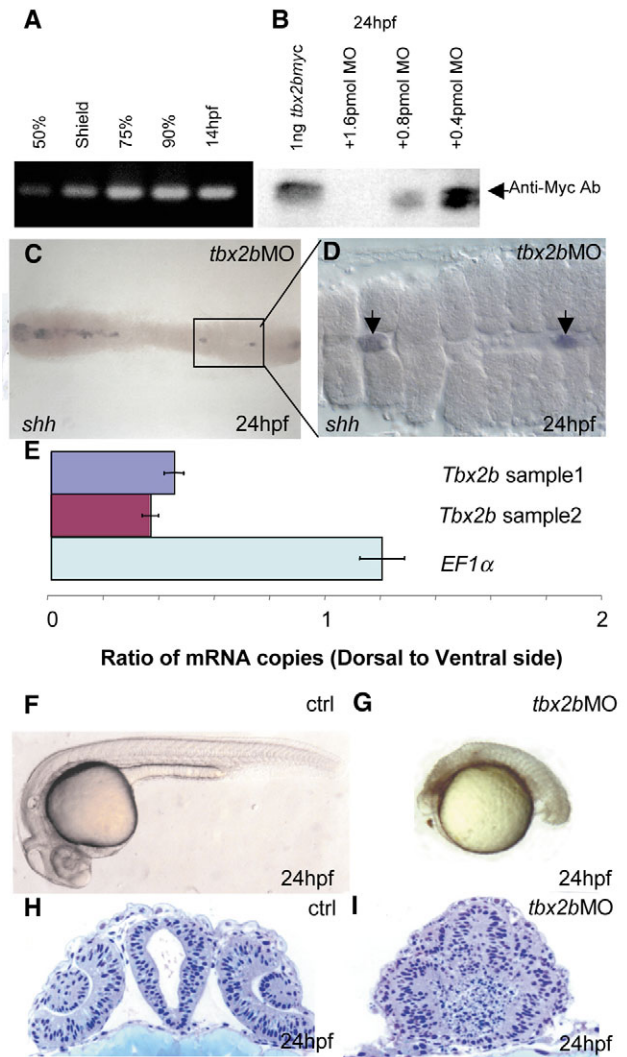 A
B
24hpf
50%
Shield
75%
90%
14hpf
1ng tbx2bmyc
+1.6pmol MO
+0.8pmol MO
+0.4pmol MO
Anti-Myc Ab
C
tbx2bMO
shh
24hpf
D
tbx2bMO
shh
24hpf
E
Tbx2b sample1
Tbx2b sample2
EF1α
0 1 2
Ratio of mRNA copies (Dorsal to Ventral side)
F
ctrl
24hpf
G
tbx2bMO
24hpf
H
ctrl
24hpf
I
tbx2bMO
24hpf